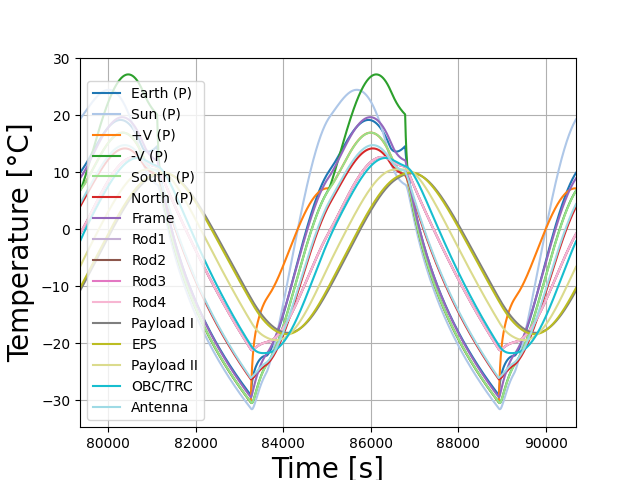 30
20
10
0
−10
−20
−30
Temperature [°C]
Earth (P)
Sun (P)
+V (P)
-V (P)
South (P)
North (P)
Frame
Rod1
Rod2
Rod3
Rod4
Payload I
EPS
Payload II
OBC/TRC
Antenna
80000 82000 84000 86000 88000 90000
Time [s]